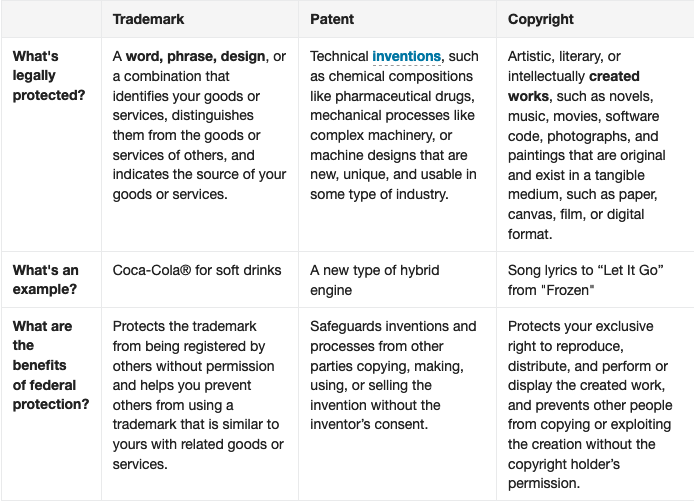 Trademark
Patent
Copyright
What's
legally
protected?
A word, phrase, design, or
a combination that
identifies your goods or
services, distinguishes
them from the goods or
services of others, and
indicates the source of your
goods or services.
Technical inventions, such
as chemical compositions
like pharmaceutical drugs,
mechanical processes like
complex machinery, or
machine designs that are
new, unique, and usable in
some type of industry.
Artistic, literary, or
intellectually created
works, such as novels,
music, movies, software
code, photographs, and
paintings that are original
and exist in a tangible
medium, such as paper,
canvas, film, or digital
format.
What's an
example?
Coca-Cola® for soft drinks
A new type of hybrid
engine
Song lyrics to “Let It Go”
from "Frozen"
What are
the
benefits
of federal
protection?
Protects the trademark
from being registered by
others without permission
and helps you prevent
others from using a
trademark that is similar to
yours with related goods or
services.
Safeguards inventions and
processes from other
parties copying, making,
using, or selling the
invention without the
inventor’s consent.
Protects your exclusive
right to reproduce,
distribute, and perform or
display the created work,
and prevents other people
from copying or exploiting
the creation without the
copyright holder’s
permission.